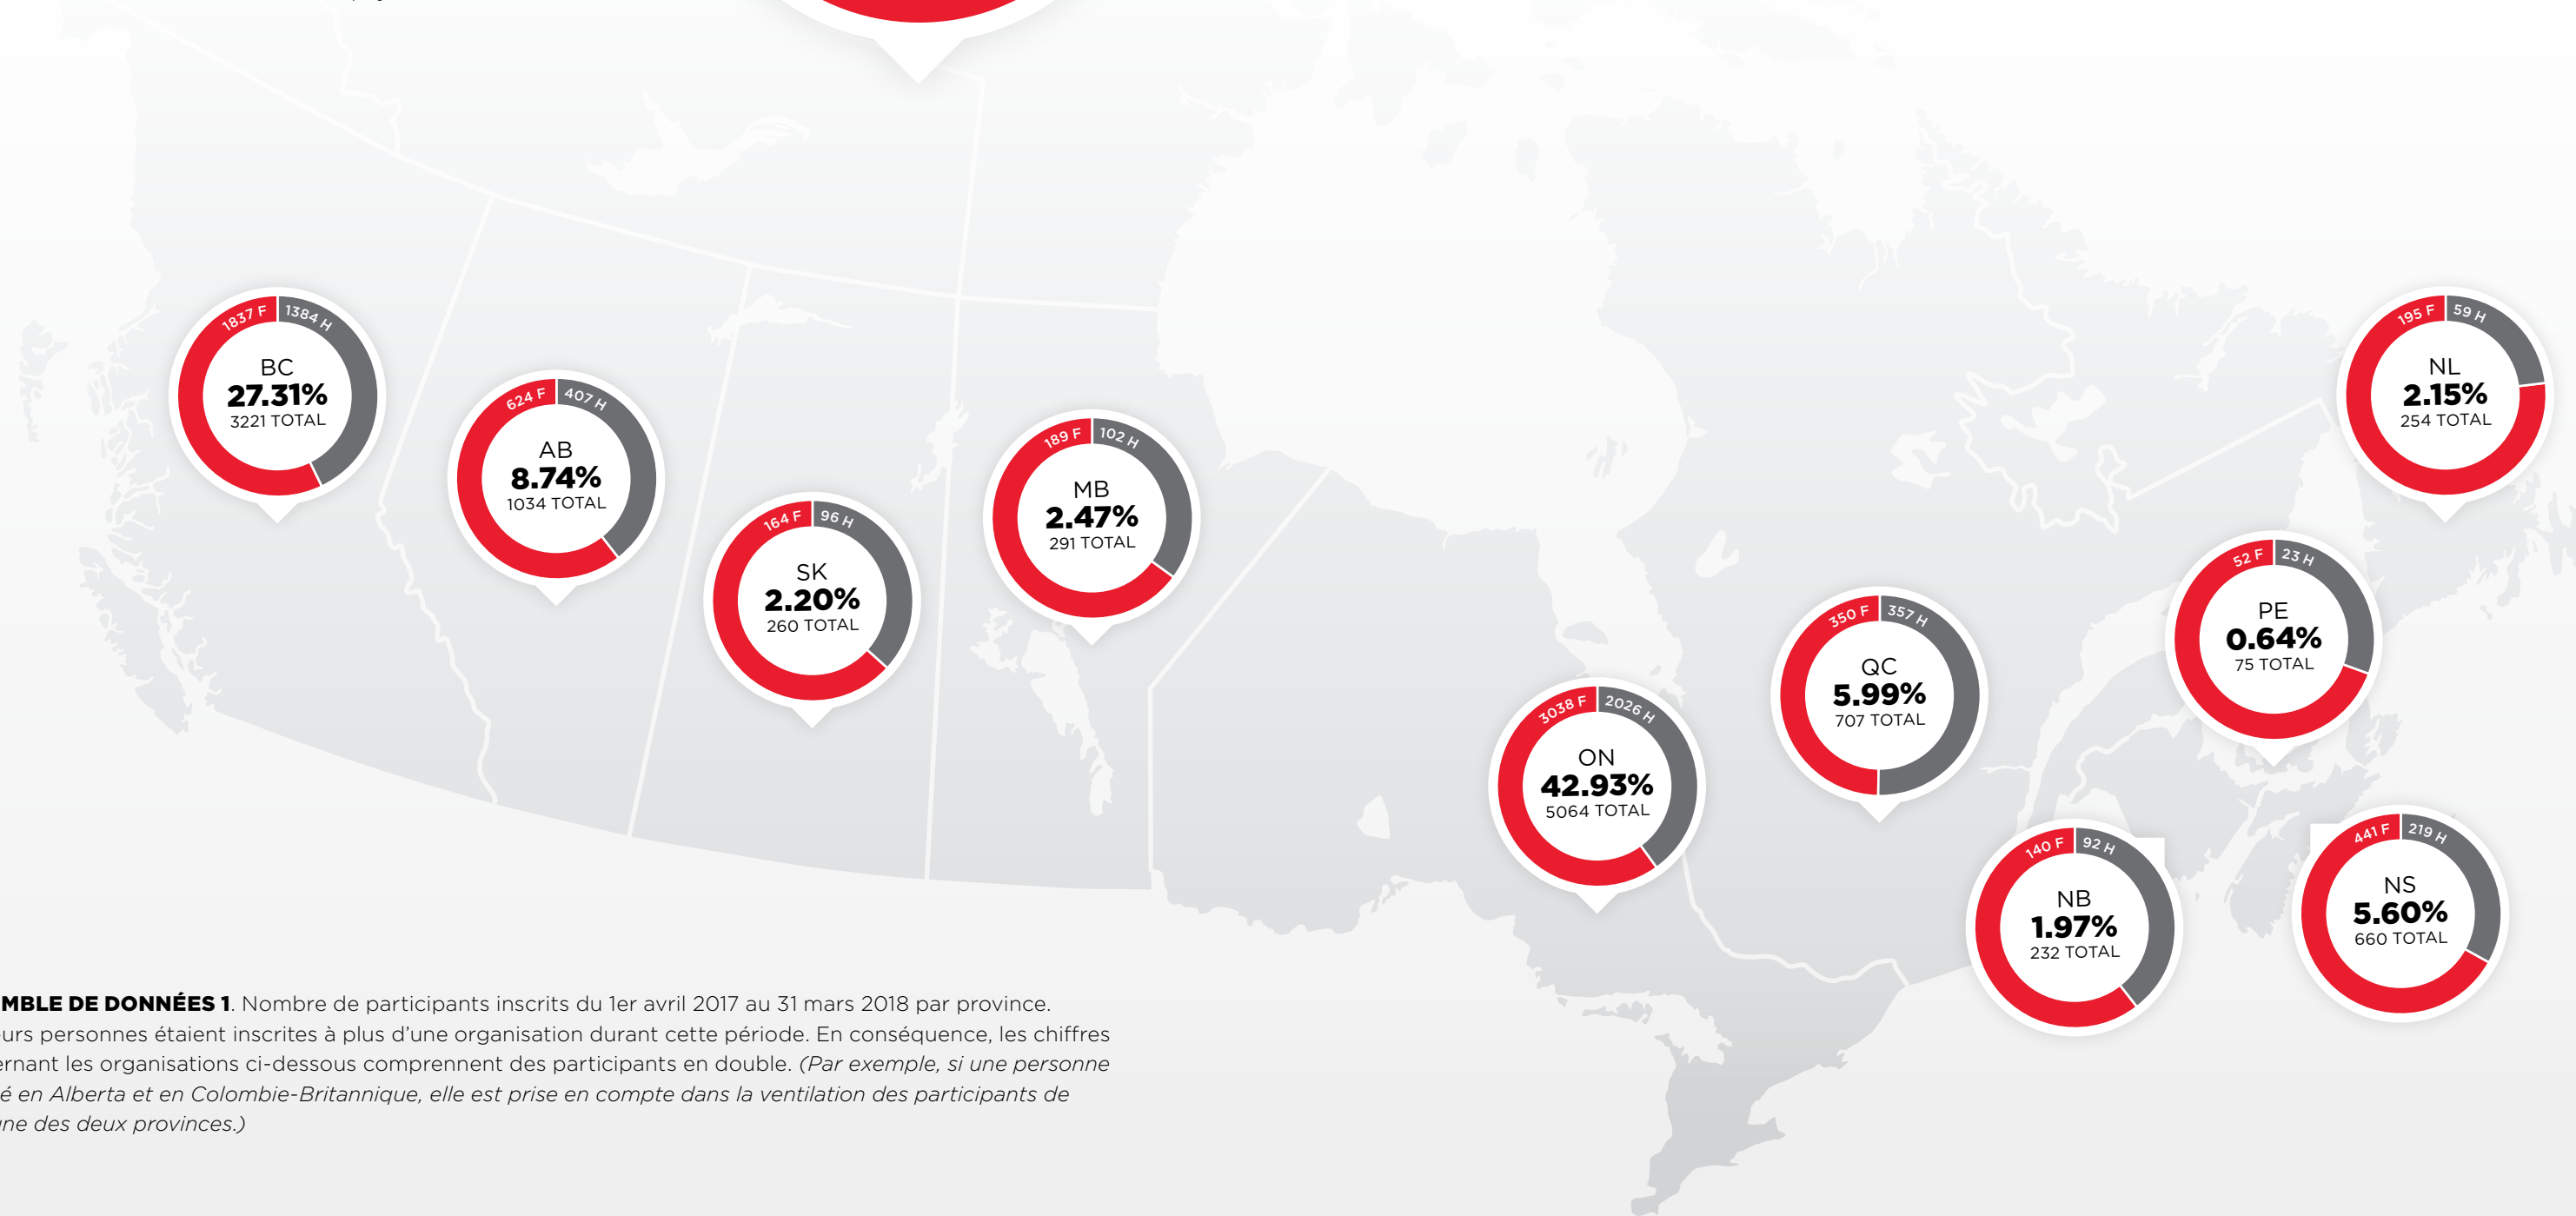 1837 F
1384 H
BC
27.31%
3221 TOTAL
624 F
407 H
AB
8.74%
1034 TOTAL
164 F
96 H
SK
2.20%
260 TOTAL
189 F
102 H
MB
2.47%
291 TOTAL
3038 F
2026 H
ON
42.93%
5064 TOTAL
350 F
357 H
QC
5.99%
707 TOTAL
195 F
59 H
NL
2.15%
254 TOTAL
52 F
23 H
PE
0.64%
75 TOTAL
140 F
92 H
NB
1.97%
232 TOTAL
441 F
219 H
NS
5.60%
660 TOTAL
MBLE DE DONNÉES 1. Nombre de participants inscrits du 1er avril 2017 au 31 mars 2018 par province.
urs personnes étaient inscrites à plus d’une organisation durant cette période. En conséquence, les chiffres
ernant les organisations ci-dessous comprennent des participants en double. (Par exemple, si une personne
é en Alberta et en Colombie-Britannique, elle est prise en compte dans la ventilation des participants de
une des deux provinces.)